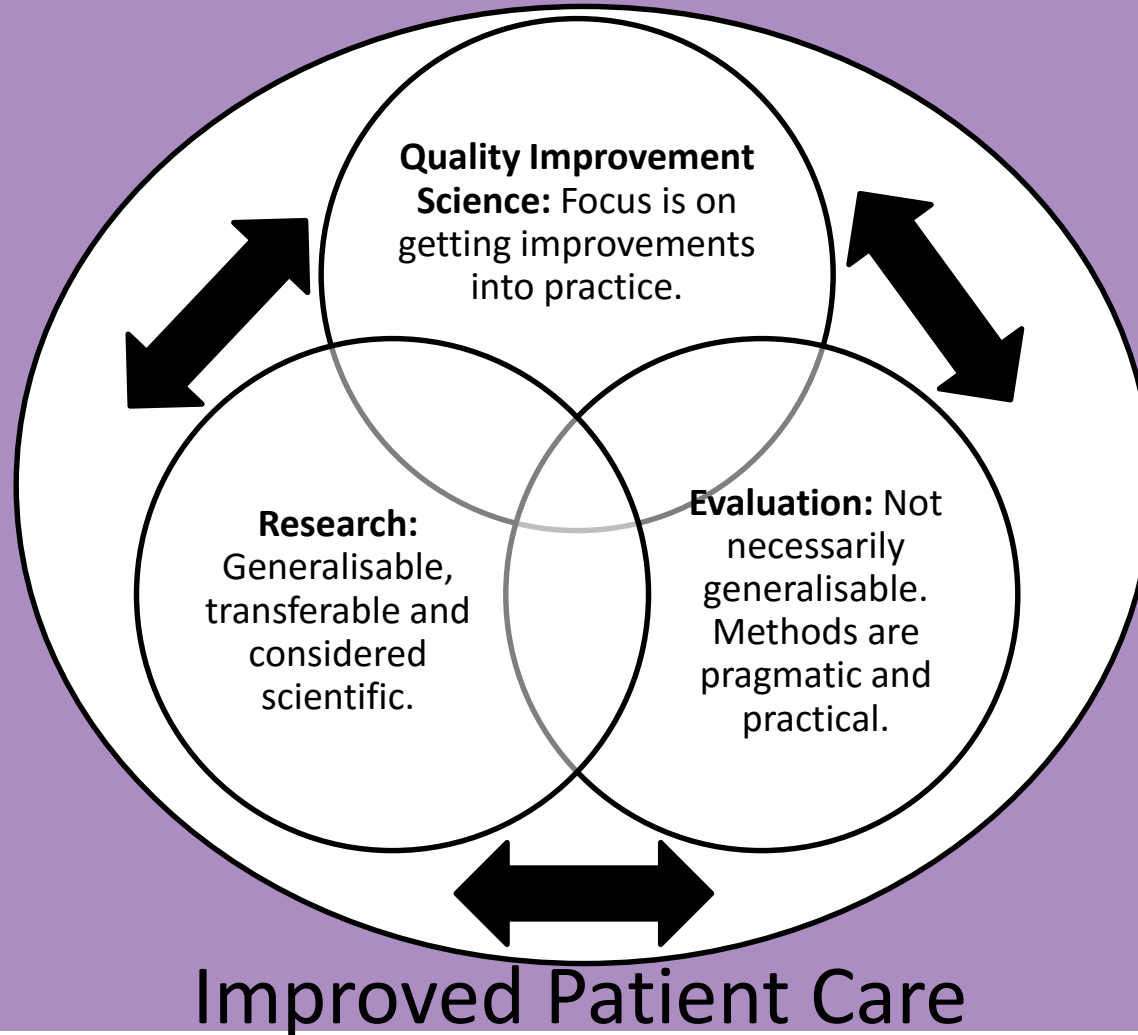 Quality Improvement
Science: Focus is on
getting improvements
into practice.
Research:
Generalisable,
transferable and
considered
scientific.
Evaluation: Not
necessarily
generalisable.
Methods are
pragmatic and
practical.
Improved Patient Care